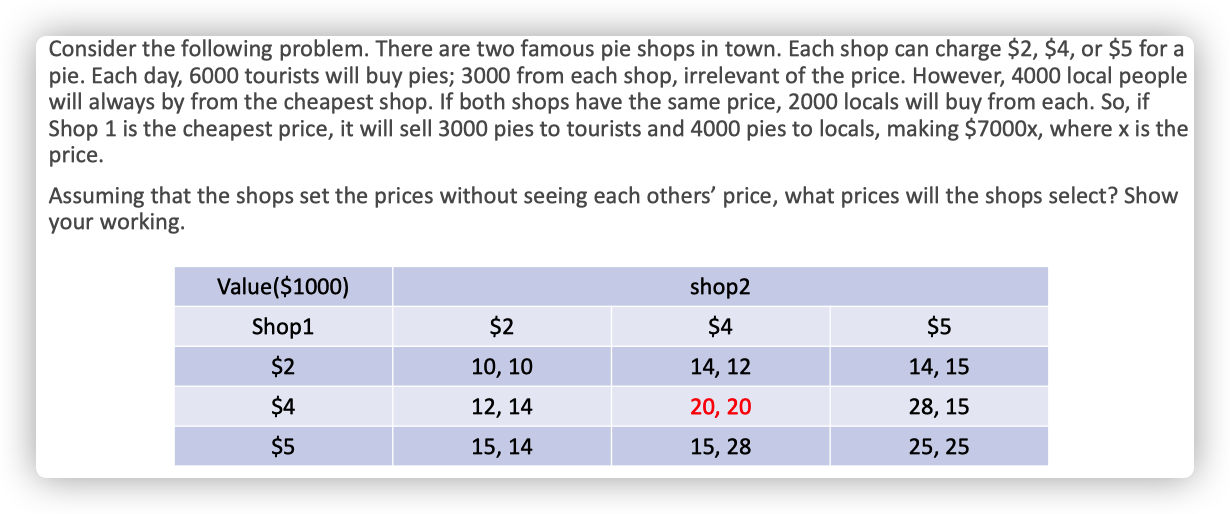 Consider the following problem. There are two famous pie shops in town. Each shop can charge $2, $4, or $5 for a
pie. Each day, 6000 tourists will buy pies; 3000 from each shop, irrelevant of the price. However, 4000 local people
will always by from the cheapest shop. If both shops have the same price, 2000 locals will buy from each. So, if
Shop 1 is the cheapest price, it will sell 3000 pies to tourists and 4000 pies to locals, making $7000x, where x is the
price.
Assuming that the shops set the prices without seeing each others’ price, what prices will the shops select? Show
your working.
Value($1000) shop2
Shop1 $2 $4 $5
$2 10, 10 14, 12 14, 15
$4 12, 14 20, 20 28, 15
$5 15, 14 15, 28 25, 25